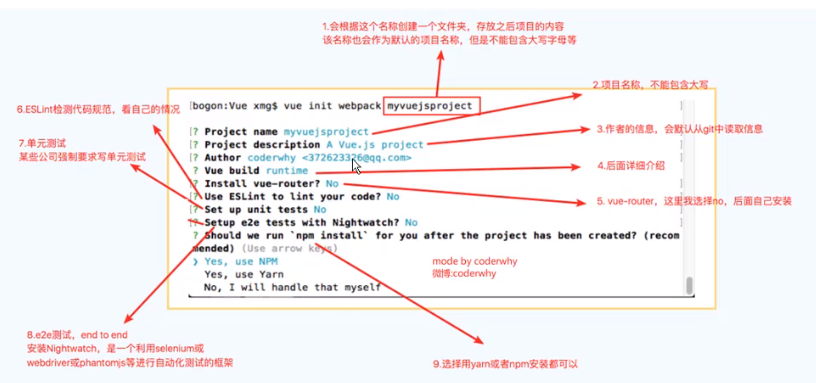 1.会根据这个名称创建一个文件夹，存放之后项目的内容
该名称也会作为默认的项目名称，但是不能包含大写字母等
[bogon:Vue xmg$ vue init webpack myvuejsproject ]
2.项目名称，不能包含大写
6.ESLint检测代码规范，看自己的情况
[? Project name myvuejsproject ]
3.作者的信息，会默认从git中读取信息
7.单元测试
某些公司强制要求写单元测试
[? Project description A Vue.js project ]
[? Author coderwhy <372623326@qq.com> ]
? Vue build runtime
4.后面详细介绍
[? Install vue-router? No ]
[? Use ESLint to lint your code? No ]
5. vue-router，这里我选择no，后面自己安装
[? Set up unit tests No ]
[? Setup e2e tests with Nightwatch? No ]
? Should we run `npm install` for you after the project has been created? (recom
mended) (Use arrow keys)
❯ Yes, use NPM
Yes, use Yarn
No, I will handle that myself
mode by coderwhy
微博:coderwhy
8.e2e测试，end to end
安装Nightwatch，是一个利用selenium或
webdriver或phantomjs等进行自动化测试的框架
9.选择用yarn或者npm安装都可以